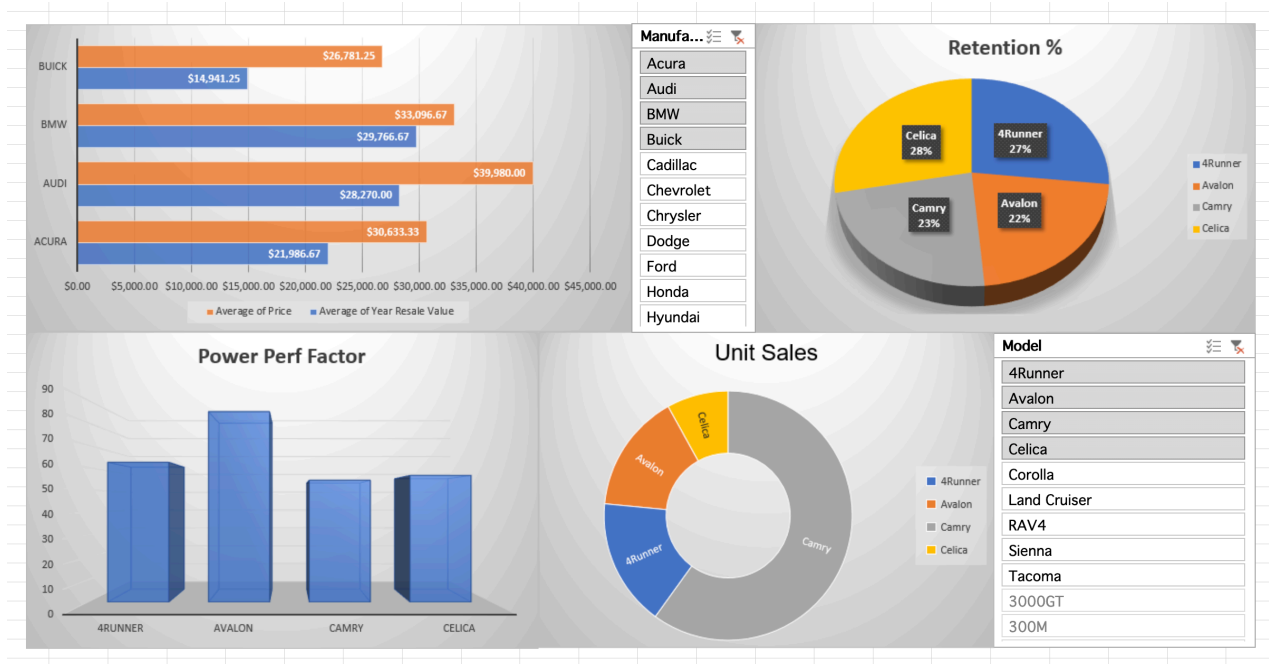 BUICK
$26,781.25
$14,941.25
BMW
$33,096.67
$29,766.67
AUDI
$39,980.00
$28,270.00
ACURA
$30,633.33
$21,986.67
$0.00 $5,000.00 $10,000.00 $15,000.00 $20,000.00 $25,000.00 $30,000.00 $35,000.00 $40,000.00 $45,000.00
Average of Price Average of Year Resale Value
Manufa...
Acura
Audi
BMW
Buick
Cadillac
Chevrolet
Chrysler
Dodge
Ford
Honda
Hyundai
Retention %
Celica
28%
4Runner
27%
Camry
23%
Avalon
22%
4Runner
Avalon
Camry
Celica
Power Perf Factor
90
80
70
60
50
40
30
20
10
0
4RUNNER AVALON CAMRY CELICA
Unit Sales
Celica
Avalon
4Runner
Camry
4Runner
Avalon
Camry
Celica
Model
4Runner
Avalon
Camry
Celica
Corolla
Land Cruiser
RAV4
Sienna
Tacoma
3000GT
300M